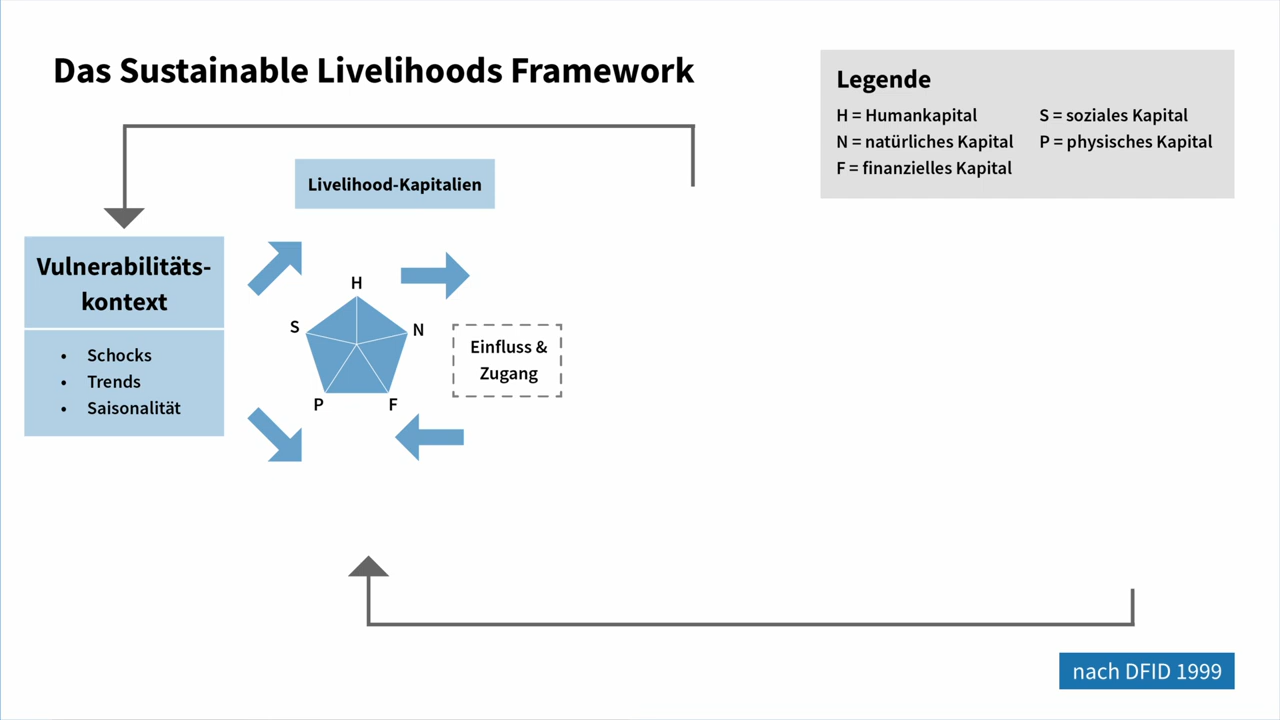 Das Sustainable Livelihoods Framework
Legende
H = Humankapital
N = natürliches Kapital
F = finanzielles Kapital
S = soziales Kapital
P = physisches Kapital
Livelihood-Kapitalien
Vulnerabilitäts-
kontext
• Schocks
• Trends
• Saisonalität
H
S
N
P
F
Einfluss &
Zugang
nach DFID 1999